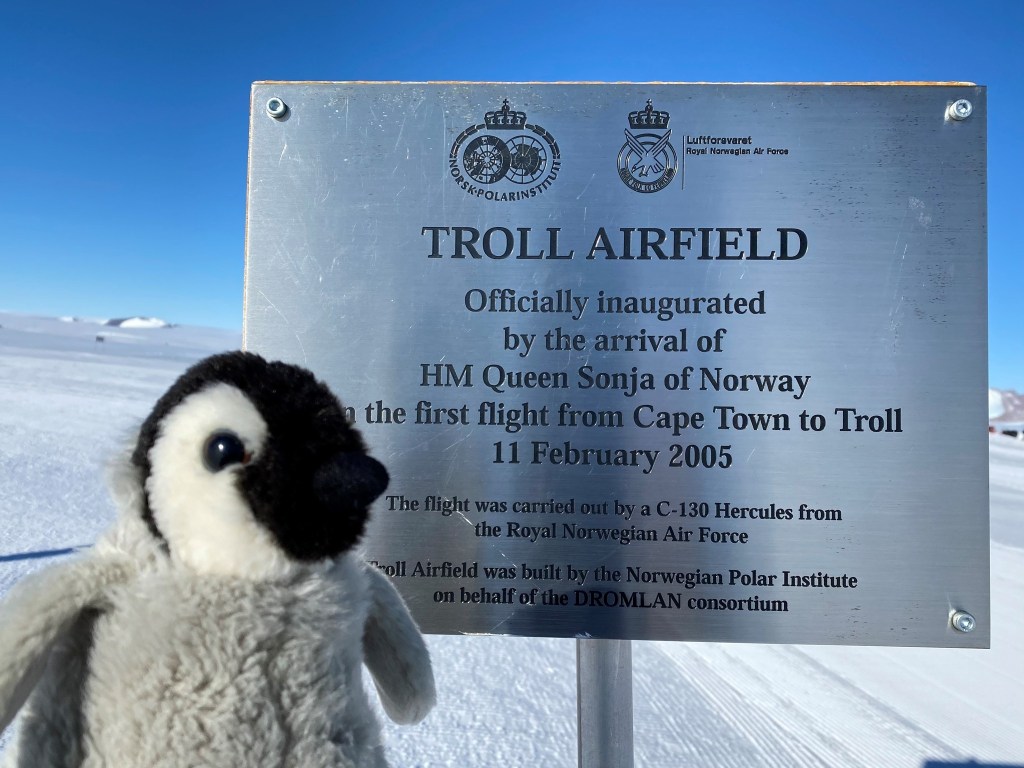 NORSK·POLARINSTITUTT
Luftforsvaret
Royal Norwegian Air Force
TROLL AIRFIELD
Officially inaugurated
by the arrival of
HM Queen Sonja of Norway
the first flight from Cape Town to Troll
11 February 2005
The flight was carried out by a C-130 Hercules from
the Royal Norwegian Air Force
Troll Airfield was built by the Norwegian Polar Institute
on behalf of the DROMLAN consortium